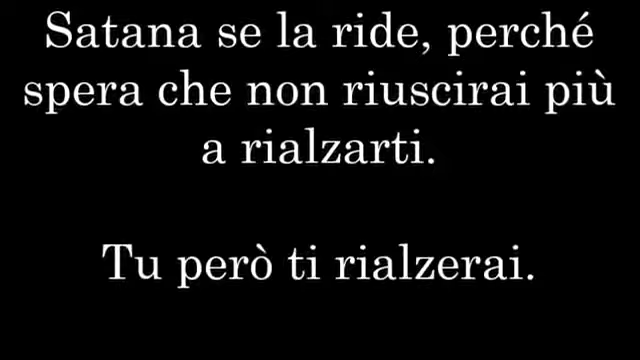 Satana se la ride, perché
spera che non riuscirai più
a rialzarti.
Tu però ti rialzerai.